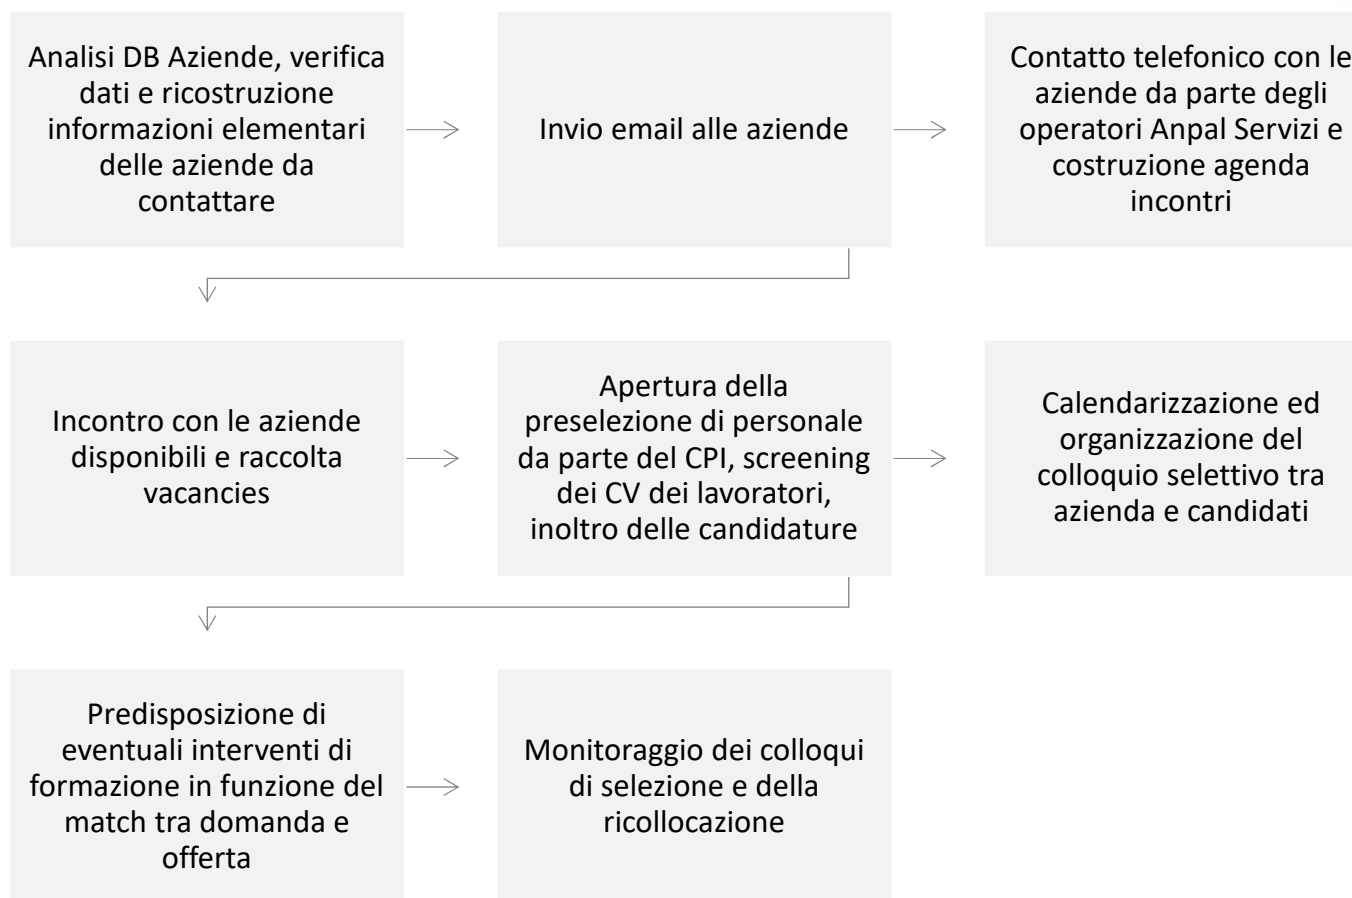 Analisi DB Aziende, verifica
dati e ricostruzione
informazioni elementari
delle aziende da
contattare
Invio email alle aziende
Contatto telefonico con le
aziende da parte degli
operatori Anpal Servizi e
costruzione agenda
incontri
Incontro con le aziende
disponibili e raccolta
vacancies
Apertura della
preselezione di personale
da parte del CPI, screening
dei CV dei lavoratori,
inoltro delle candidature
Calendarizzazione ed
organizzazione del
colloquio selettivo tra
azienda e candidati
Predisposizione di
eventuali interventi di
formazione in funzione del
match tra domanda e
offerta
Monitoraggio dei colloqui
di selezione e della
ricollocazione